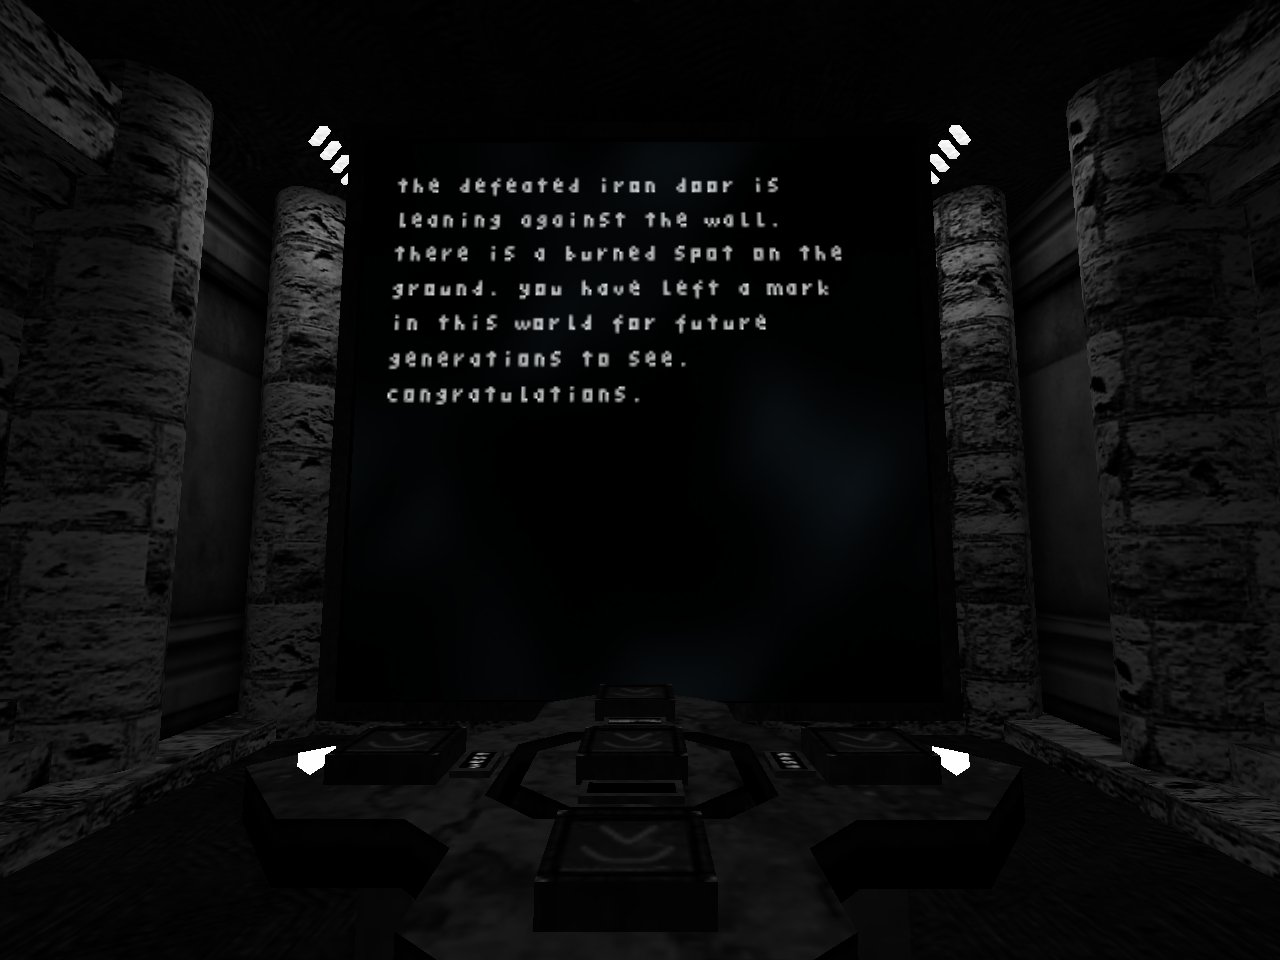 the defeated iron door is
leaning against the wall.
there is a burned spot on the
ground. you have left a mark
in this world for future
generations to see.
congratulations.